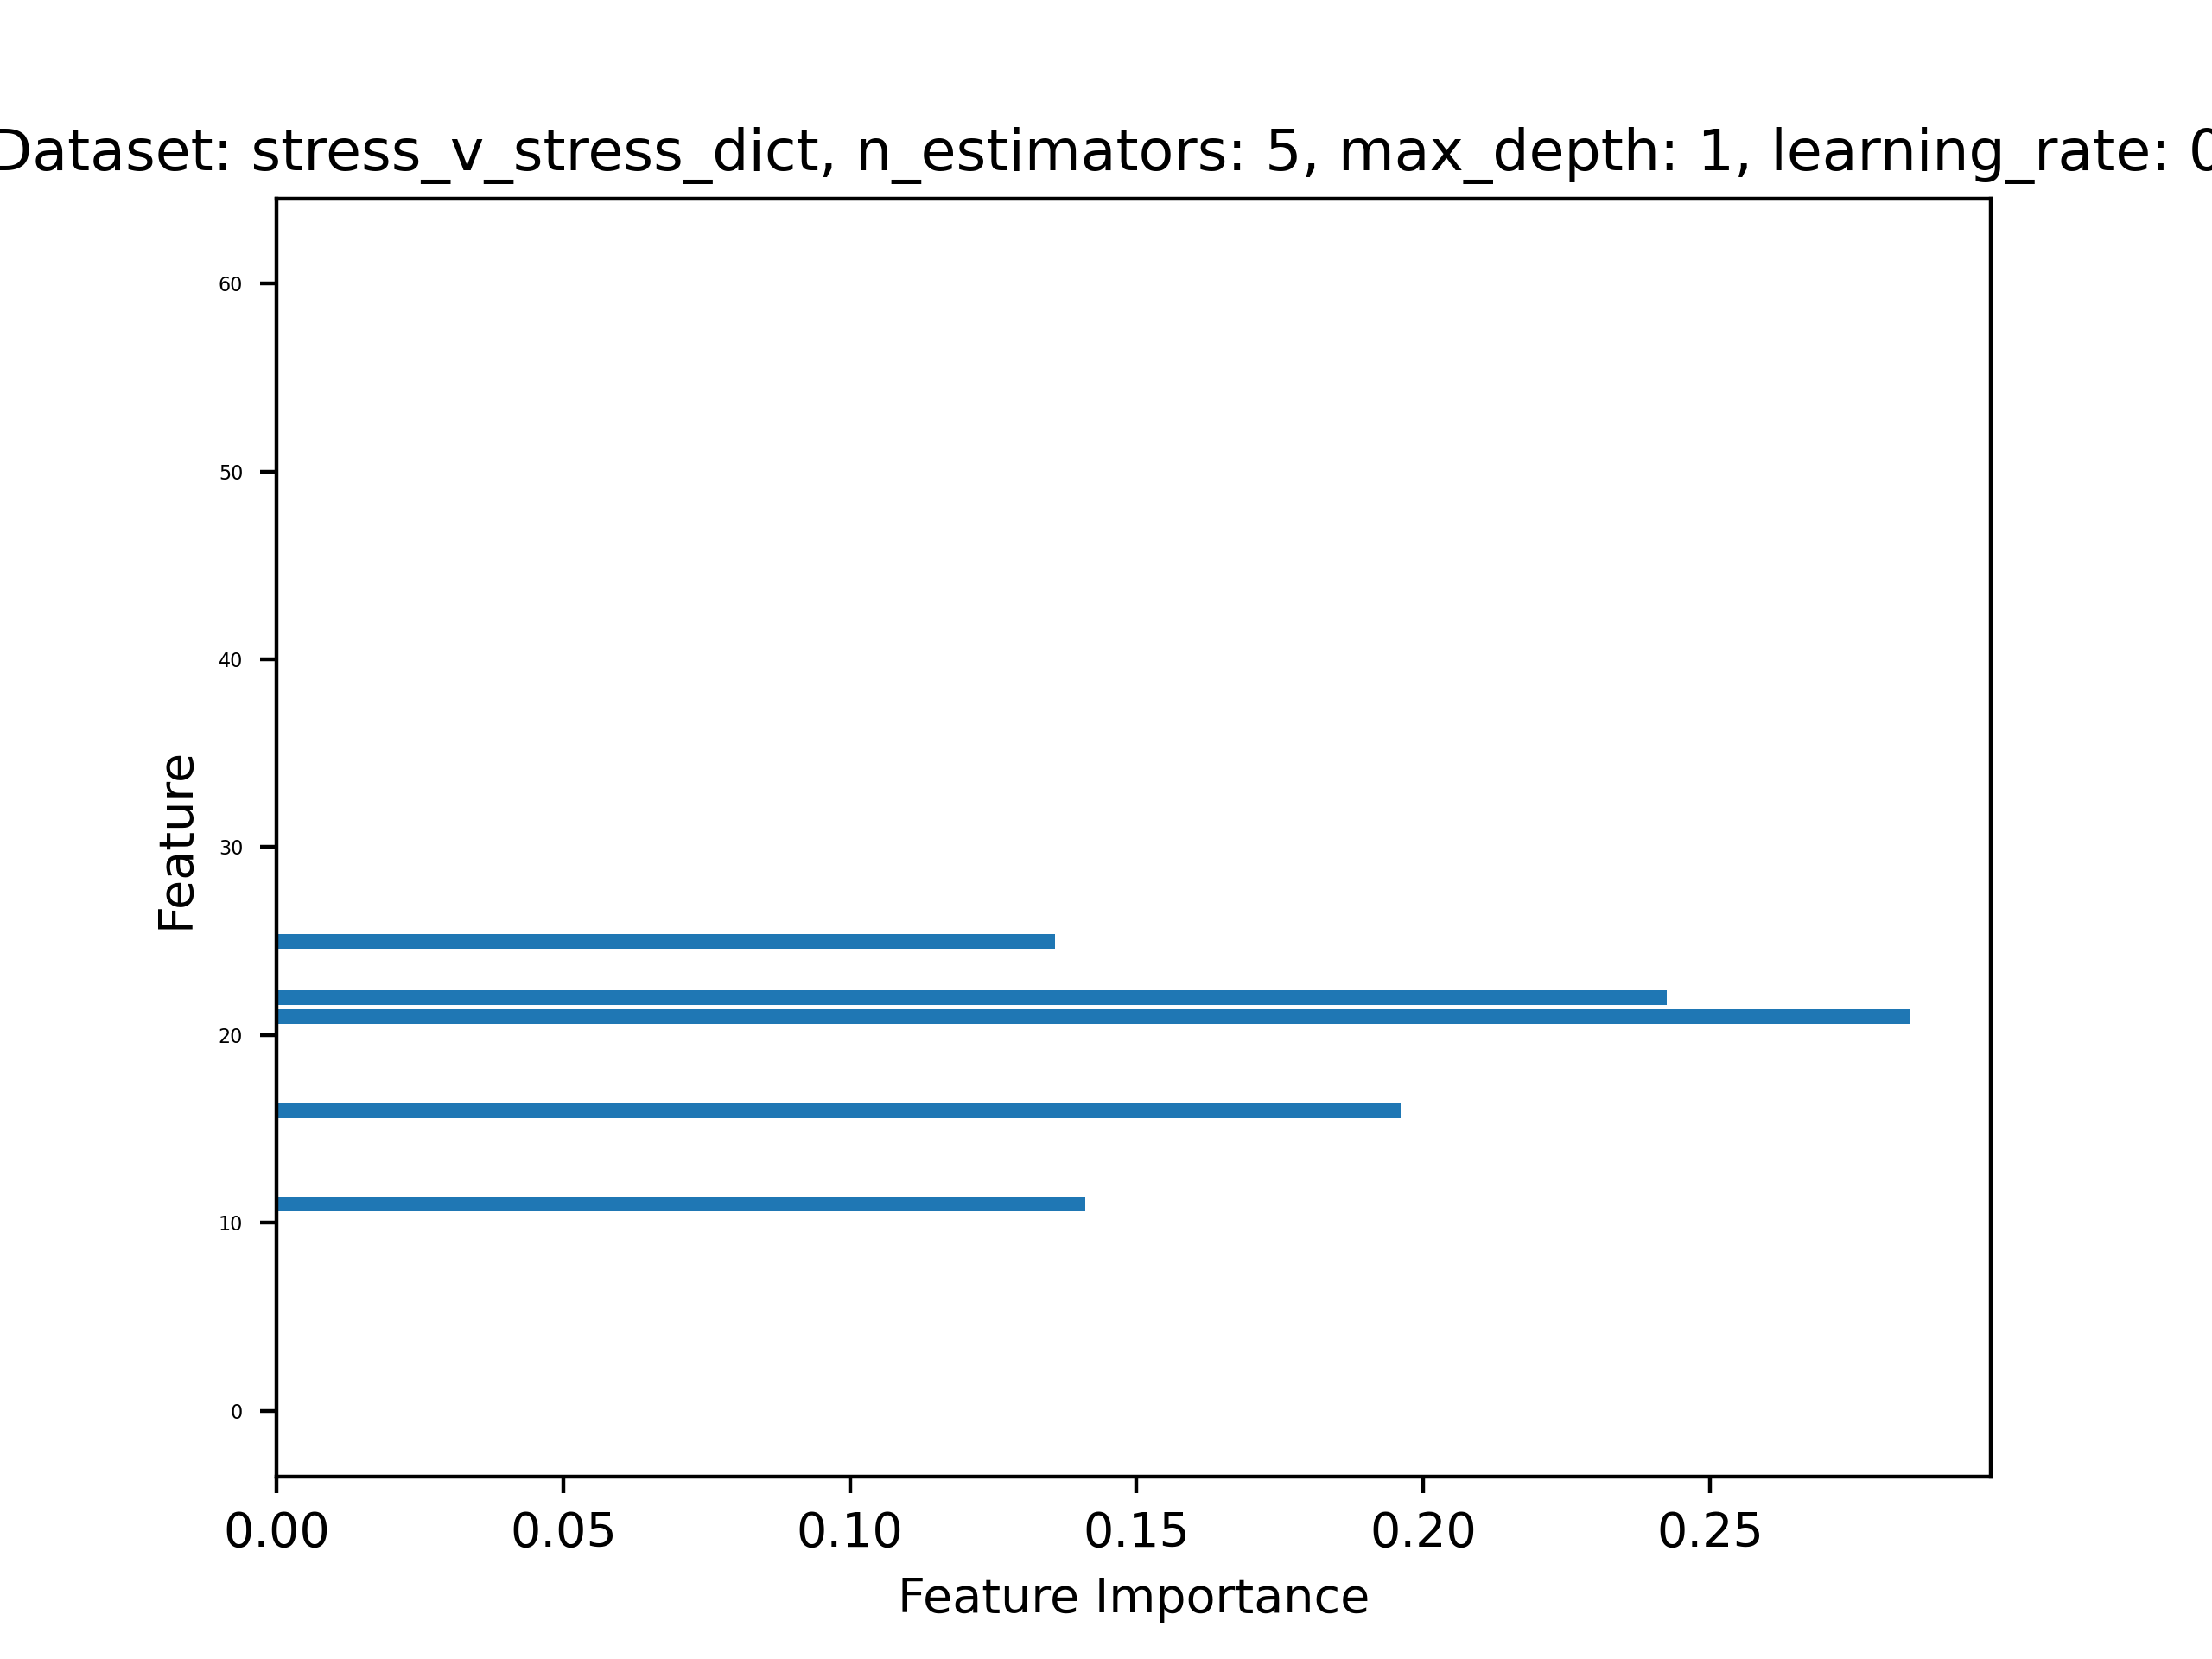 Dataset: stress_v_stress_dict, n_estimators: 5, max_depth: 1, learning_rate: 0
60
50
40
30
20
10
0
Feature
0.00 0.05 0.10 0.15 0.20 0.25
Feature Importance